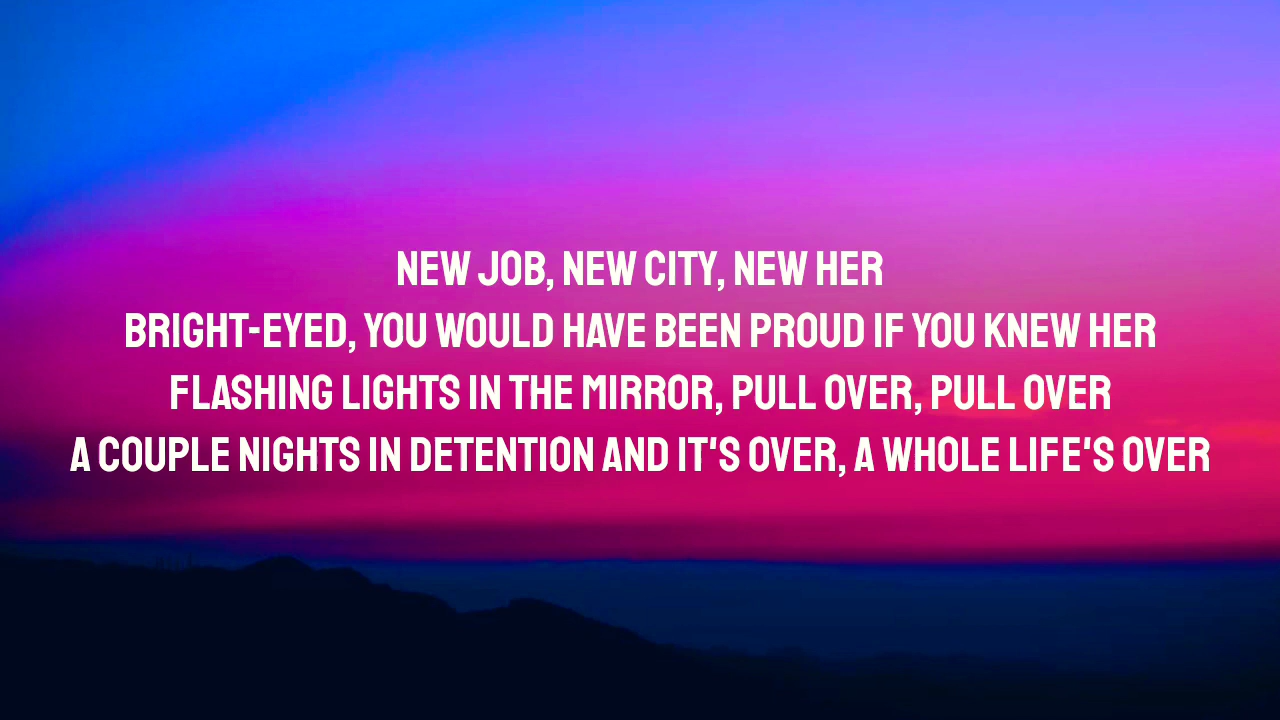 NEW JOB, NEW CITY, NEW HER
BRIGHT-EYED, YOU WOULD HAVE BEEN PROUD IF YOU KNEW HER
FLASHING LIGHTS IN THE MIRROR, PULL OVER, PULL OVER
A COUPLE NIGHTS IN DETENTION AND IT'S OVER, A WHOLE LIFE'S OVER